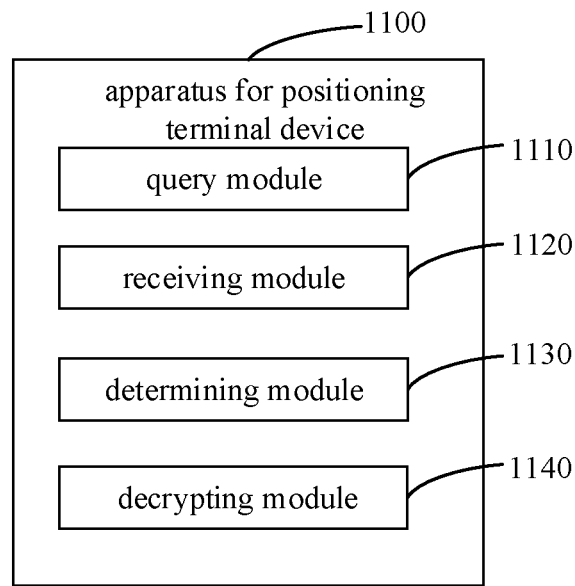 1100
apparatus for positioning
terminal device
query module
1110
receiving module
1120
determining module
1130
decrypting module
1140